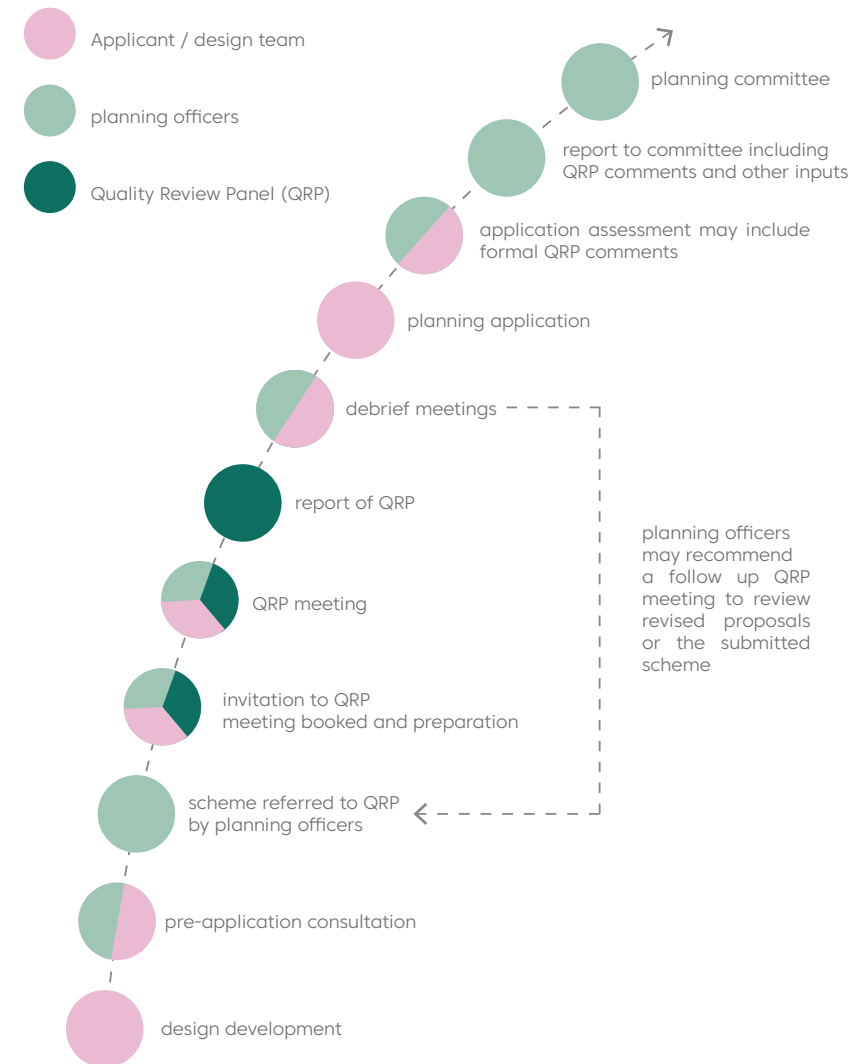 Applicant / design team
planning officers
Quality Review Panel (QRP)
planning committee
report to committee including
QRP comments and other inputs
application assessment may include
formal QRP comments
planning application
debrief meetings
report of QRP
QRP meeting
invitation to QRP
meeting booked and preparation
scheme referred to QRP
by planning officers
pre-application consultation
design development
planning officers
may recommend
a follow up QRP
meeting to review
revised proposals
or the submitted
scheme